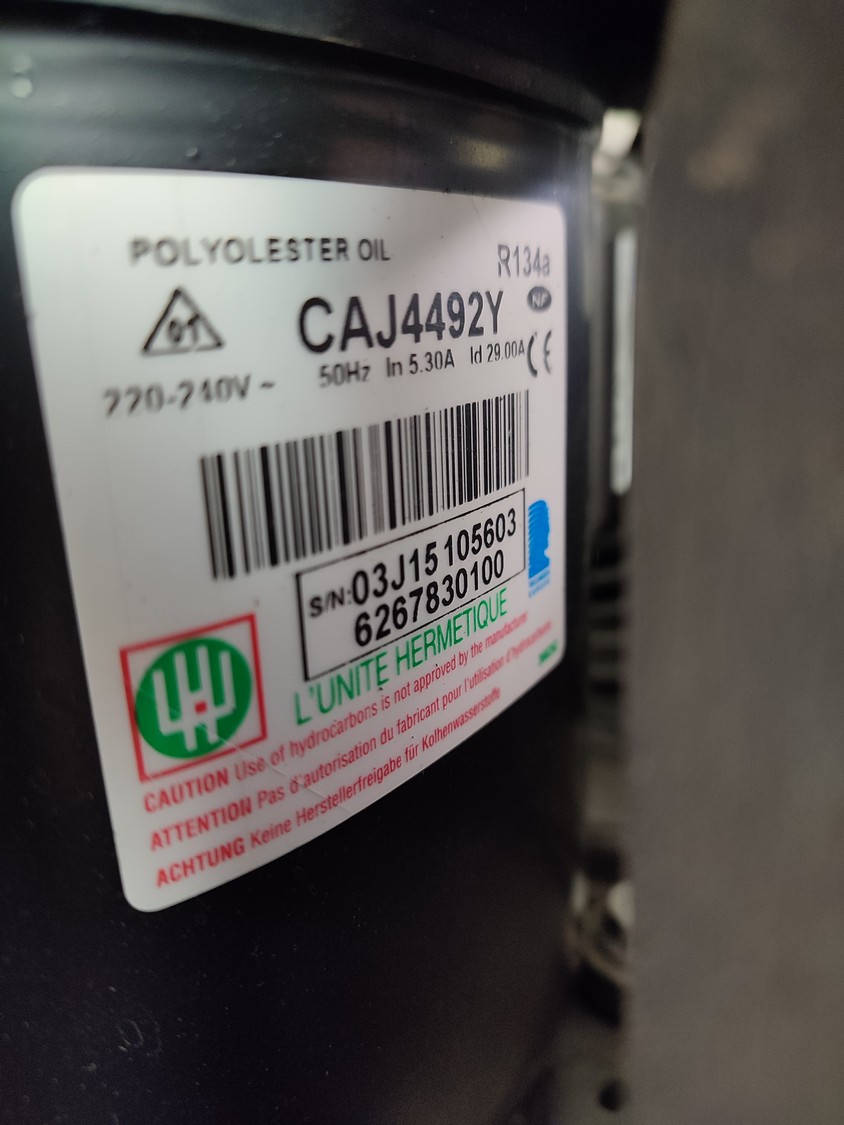 POLYOLESTER OIL
R134a
CAJ4492Y
NF
220-240V ~ 50Hz In 5.30A Id 29.00A CE
S/N:03J15 105603
6267830100
L'UNITE HERMETIQUE
CAUTION Use of hydrocarbons is not approved by the manufacturer
ATTENTION Pas d'autorisation du fabricant pour l'utilisation d'hydrocarbures
ACHTUNG Keine Herstellerfreigabe für Kolhenwasserstoffe